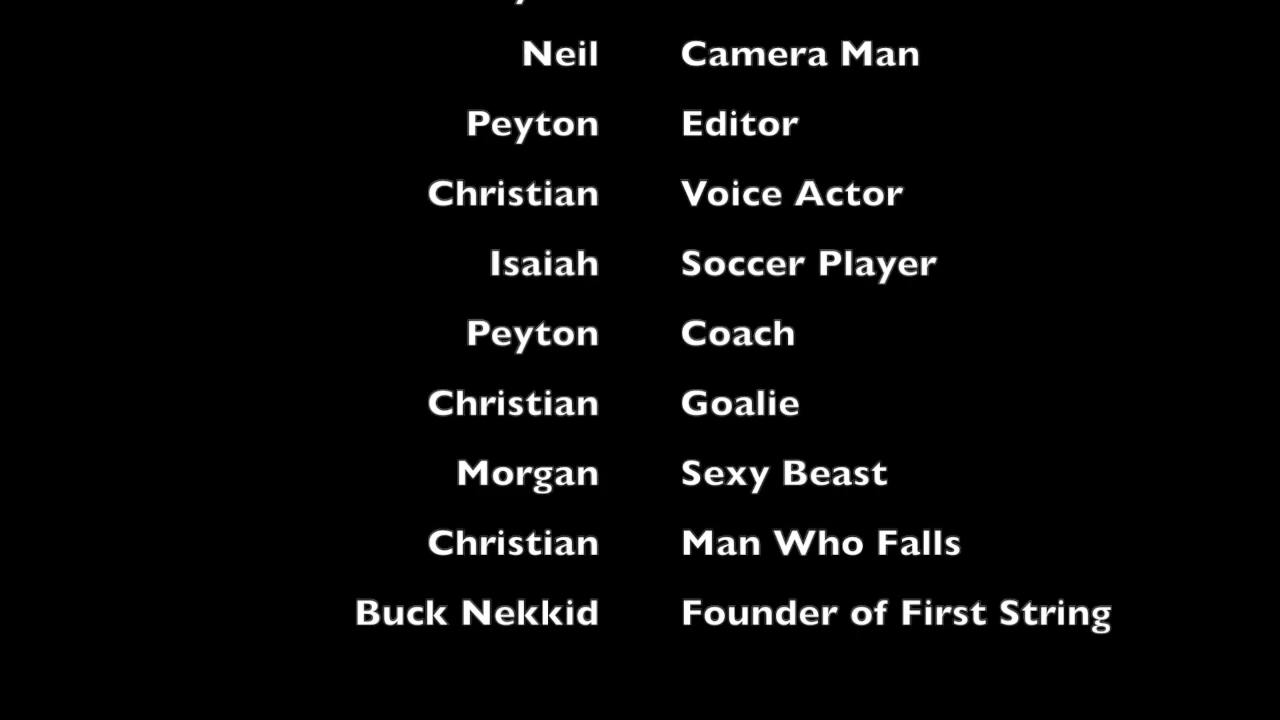 Neil Camera Man
Peyton Editor
Christian Voice Actor
Isaiah Soccer Player
Peyton Coach
Christian Goalie
Morgan Sexy Beast
Christian Man Who Falls
Buck Nekkid Founder of First String